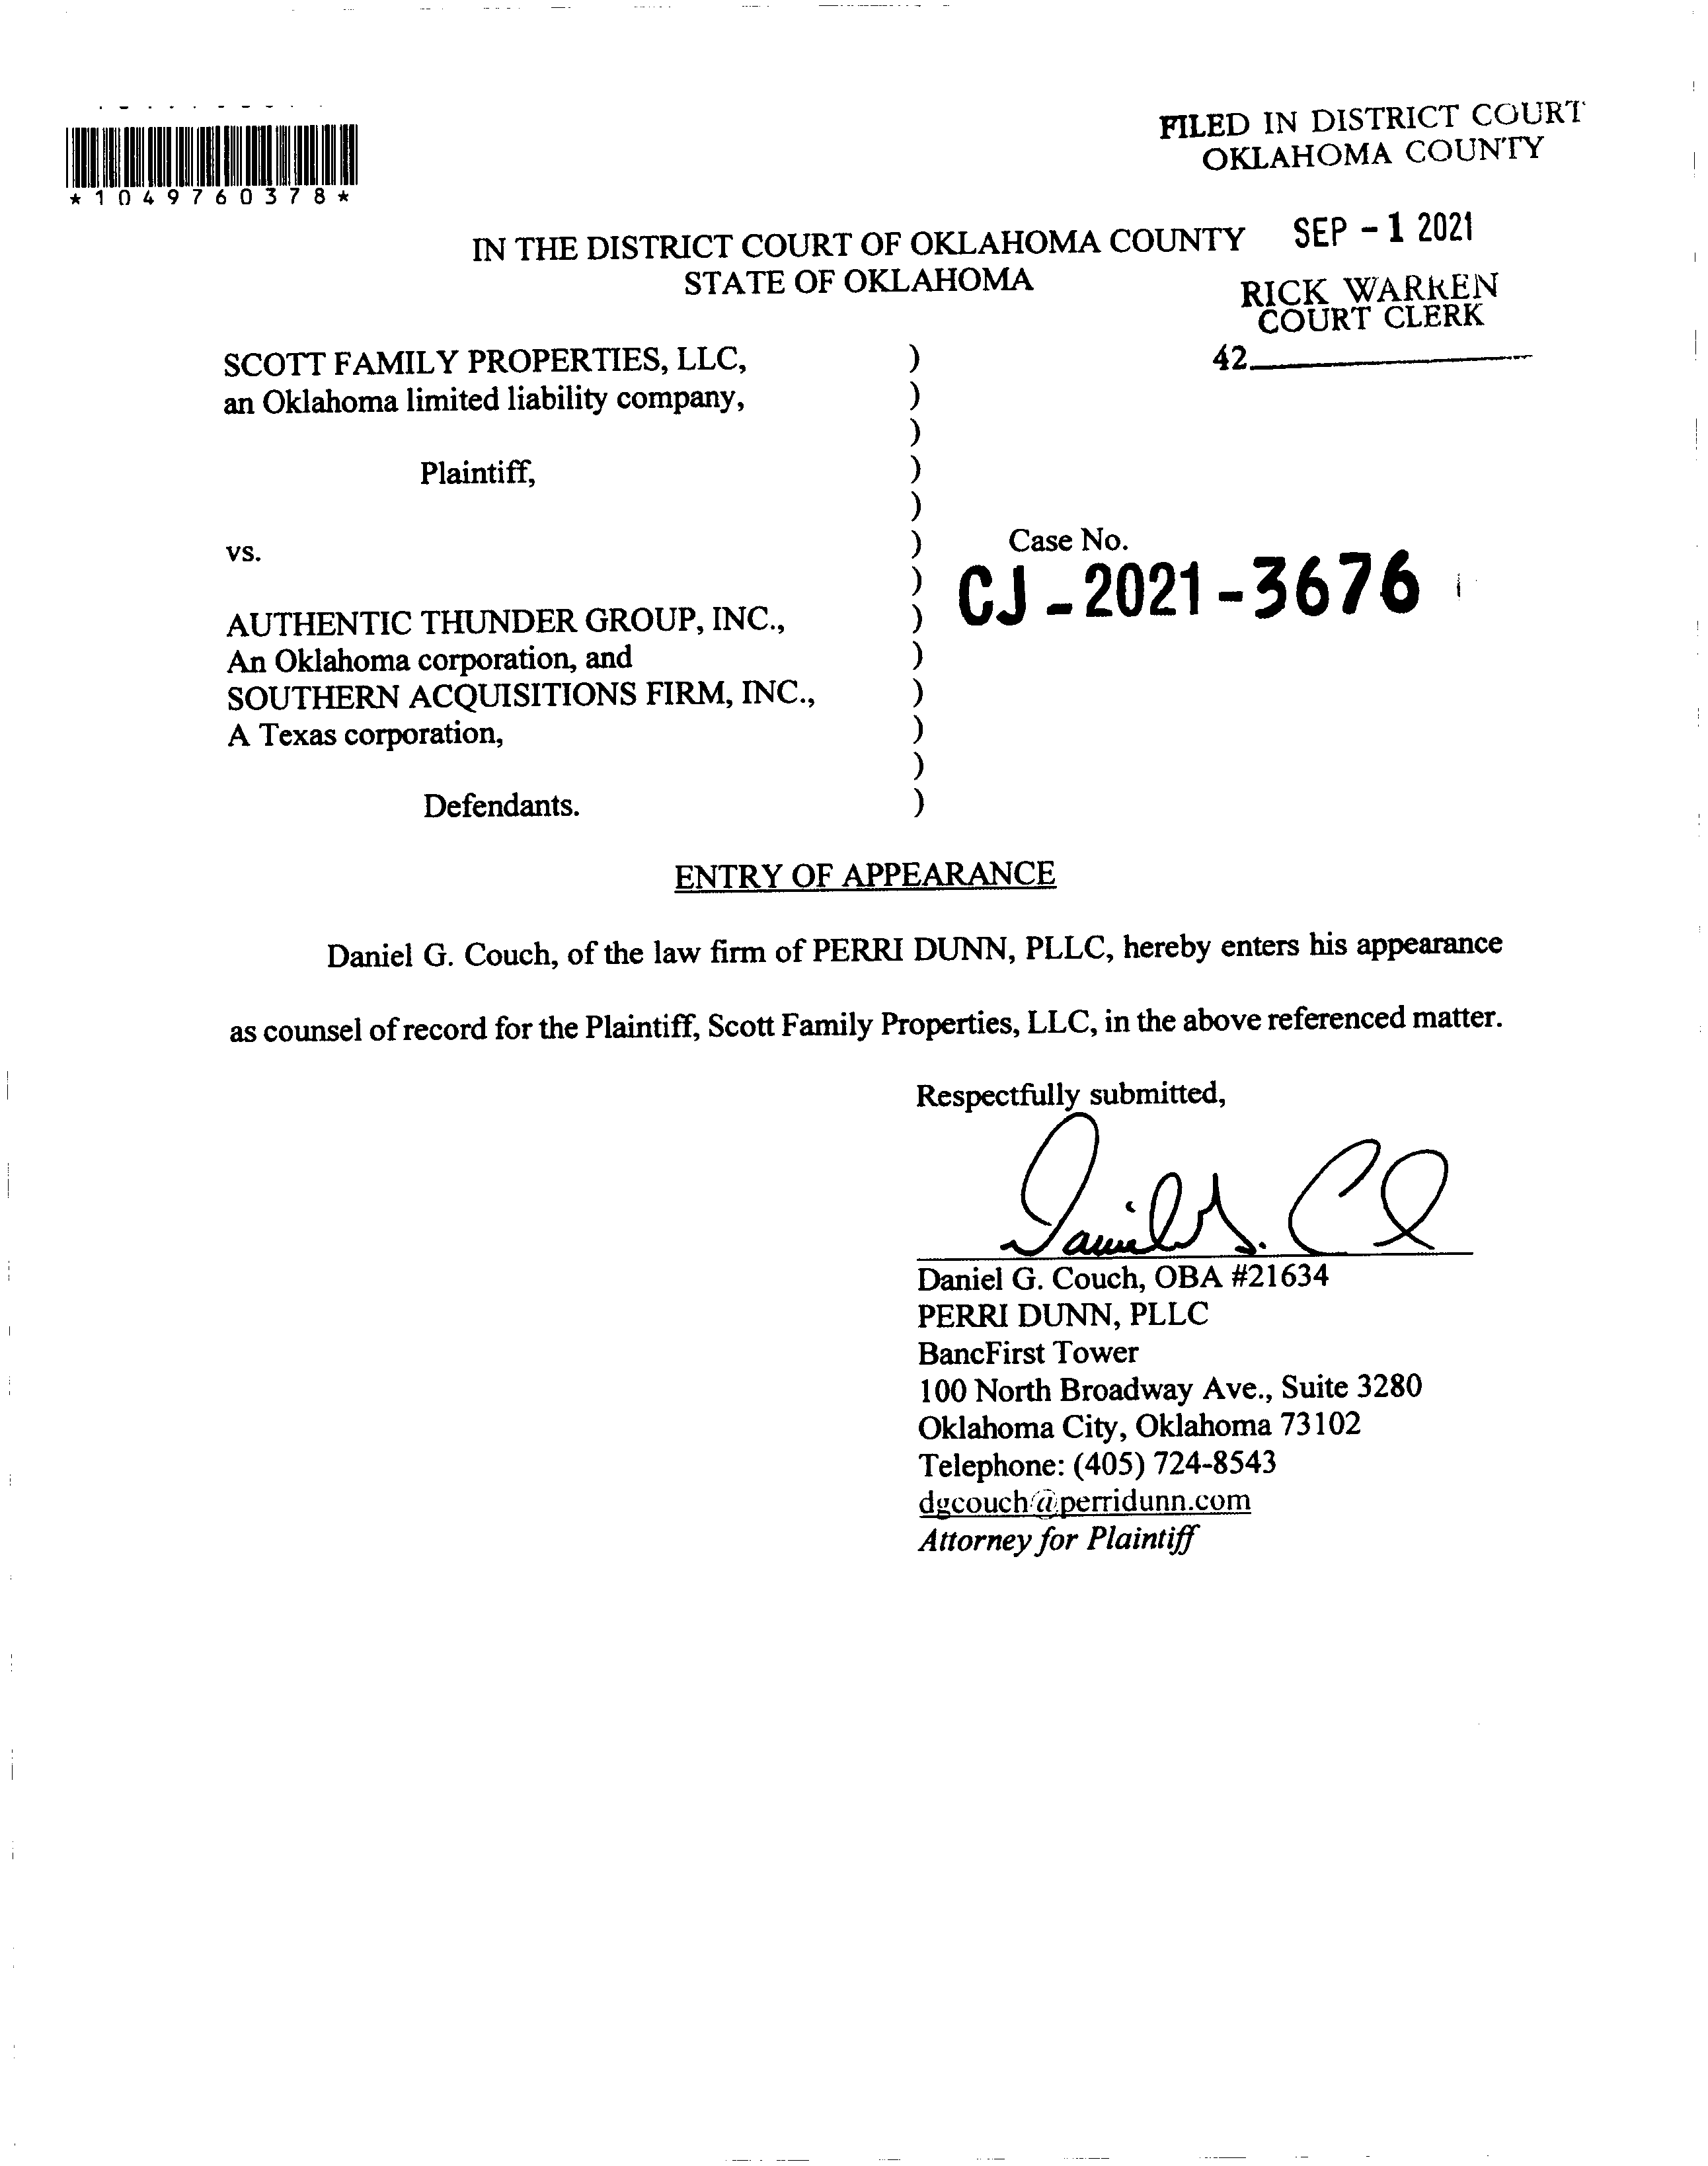 FILED IN DISTRICT COURT
OKLAHOMA COUNTY
*1049760378*
SEP - 1 2021
IN THE DISTRICT COURT OF OKLAHOMA COUNTY
STATE OF OKLAHOMA
RICK WARREN
COURT CLERK
42
SCOTT FAMILY PROPERTIES, LLC, )
an Oklahoma limited liability company, )
)
Plaintiff, )
)
vs. ) Case No.
) CJ - 2021 - 3676
AUTHENTIC THUNDER GROUP, INC., )
An Oklahoma corporation, and )
SOUTHERN ACQUISITIONS FIRM, INC., )
A Texas corporation, )
)
Defendants. )
ENTRY OF APPEARANCE
Daniel G. Couch, of the law firm of PERRI DUNN, PLLC, hereby enters his appearance
as counsel of record for the Plaintiff, Scott Family Properties, LLC, in the above referenced matter.
Respectfully submitted,
Daniel G. Couch, OBA #21634
PERRI DUNN, PLLC
BancFirst Tower
100 North Broadway Ave., Suite 3280
Oklahoma City, Oklahoma 73102
Telephone: (405) 724-8543
dgcouch@perridunn.com
Attorney for Plaintiff